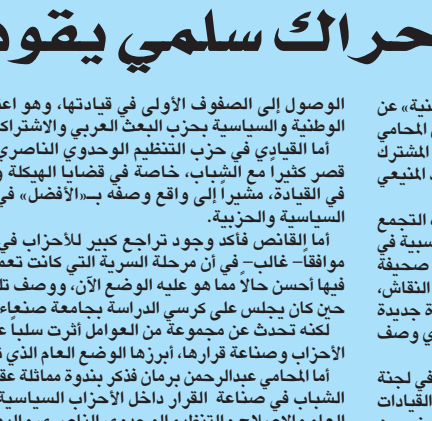 حراك سلمي يقود
نية» عن
المحامي
المشترك
المنيعي
التجمع
سبية في
صحيفة
النقاش،
ة جديدة
ي وصف
في لجنة
القيادات
الوصول إلى الصفوف الأولى في قيادتها، وهو
الوطنية والسياسية بحزب البعث العربي والاشتراك
أما القيادي في حزب التنظيم الوحدوي الناصري
قصر كثيراً مع الشباب، خاصة في قضايا الهيكلة و
في القيادة، مشيراً إلى واقع وصفه بـ«الأفضل» في
السياسية والحزبية.
أما القانص فأكد وجود تراجع كبير للأحزاب في
موافقاً– غالب– في أن مرحلة السرية التي كانت تعم
فيها أحسن حالاً مما هو عليه الوضع الآن، ووصف تل
حين كان يجلس على كرسي الدراسة بجامعة صنعاء
لكنه تحدث عن مجموعة من العوامل أثرت سلباً ع
الأحزاب وصناعة قرارها، أبرزها الوضع العام الذي
أما المحامي عبدالرحمن برمان فذكر بندوة مماثلة عق
الشباب في صناعة القرار داخل الأحزاب السياسية